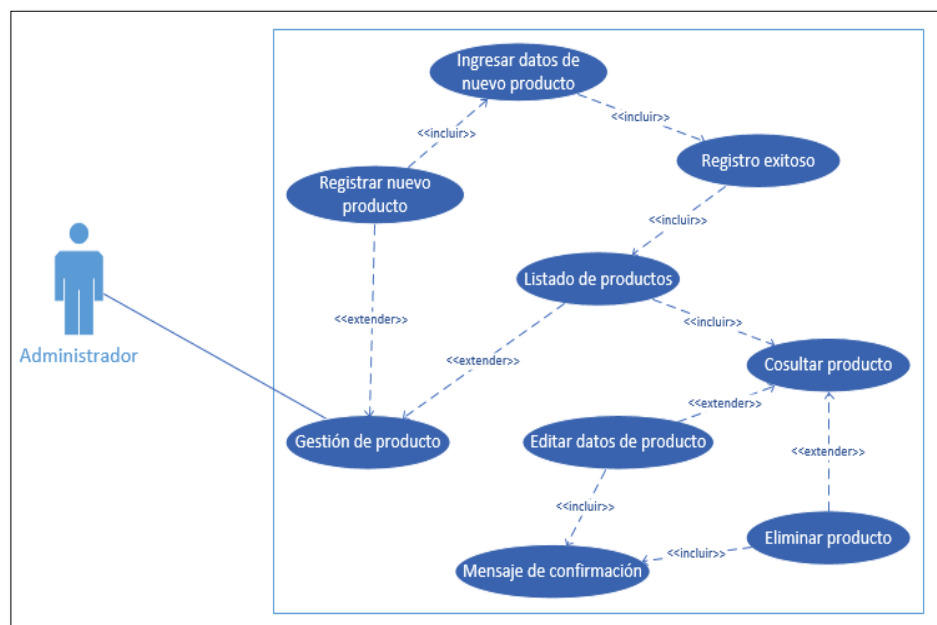 Ingresar datos de
nuevo producto
<<incluir>>
<<incluir>>
Registro exitoso
Registrar nuevo
producto
<<incluir>>
Listado de productos
<<extender>>
<<incluir>>
Administrador
<<extender>>
Cosultar producto
<<extender>>
Gestión de producto
Editar datos de producto
<<extender>>
<<incluir>>
Eliminar producto
<<incluir>>
Mensaje de confirmación